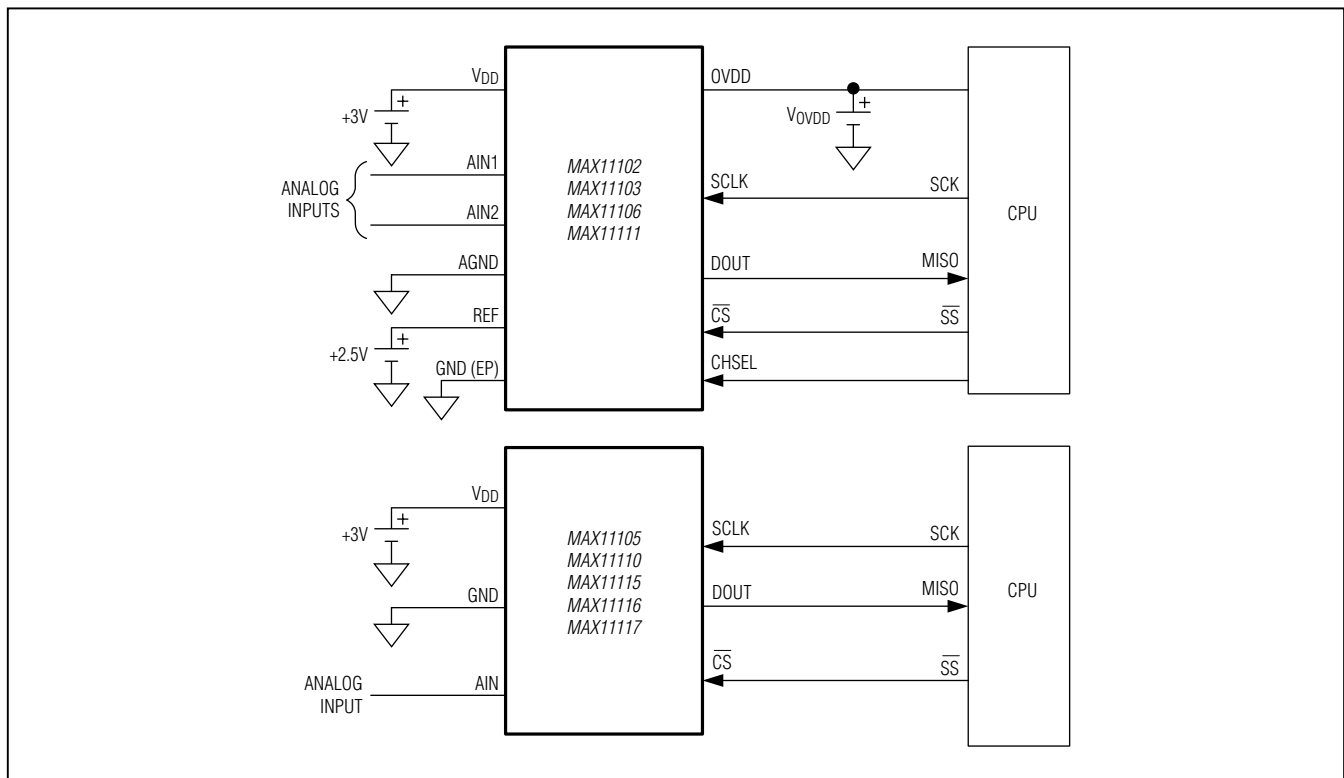 VDD
+
+3V
AIN1
ANALOG
INPUTS
AIN2
AGND
REF
+
+2.5V
GND (EP)
MAX11102
MAX11103
MAX11106
MAX11111
OVDD
+
VOVDD
SCLK
SCK
DOUT
MISO
CS
SS
CHSEL
CPU
VDD
+
+3V
GND
ANALOG
INPUT
AIN
MAX11105
MAX11110
MAX11115
MAX11116
MAX11117
SCLK
SCK
DOUT
MISO
CS
SS
CPU